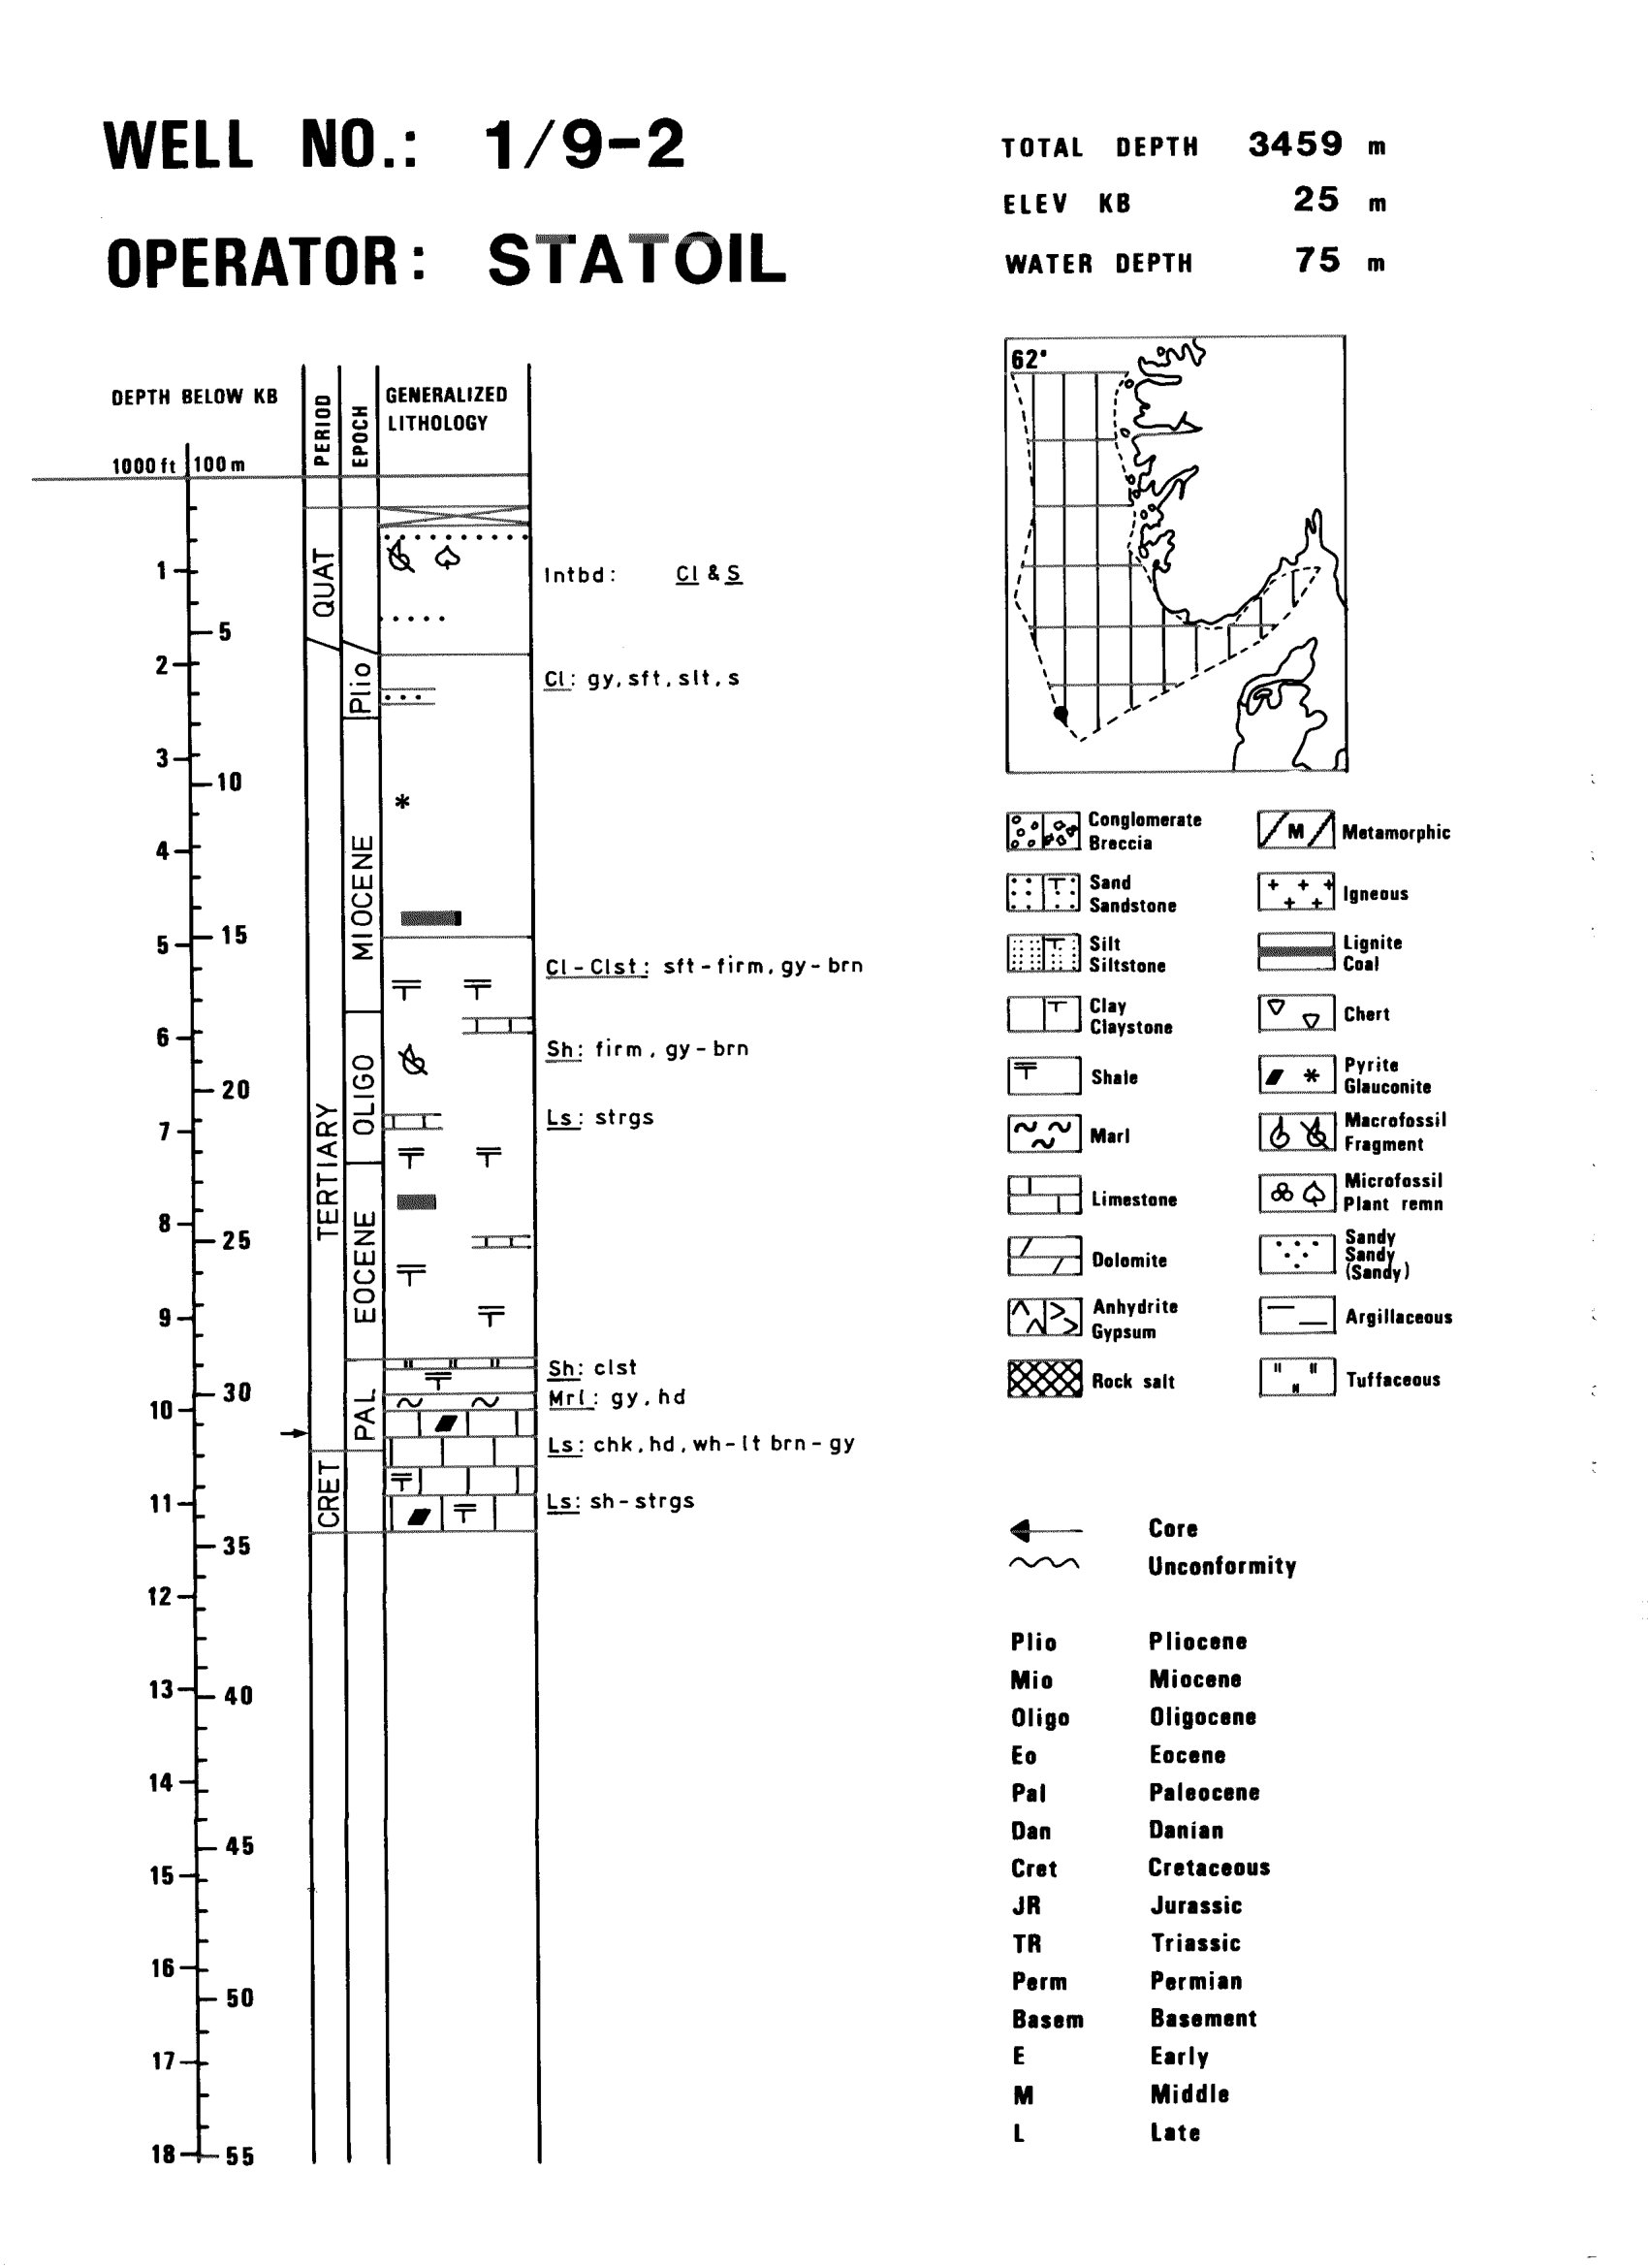 WELL NO.: 1/9-2
OPERATOR: STATOIL
TOTAL DEPTH 3459 m
ELEV KB 25 m
WATER DEPTH 75 m
DEPTH BELOW KB
1000 ft 100 m
PERIOD
EPOCH
GENERALIZED
LITHOLOGY
1
5
2
3
10
4
5
15
6
20
7
8
25
9
10
30
11
35
12
13
40
14
45
15
16
50
17
18
55
QUAT
TERTIARY
CRET
Plio
MIOCENE
OLIGO
EOCENE
PAL
Intbd: Cl & S
Cl: gy, sft, slt, s
Cl-Clst: sft-firm, gy-brn
Sh: firm, gy-brn
Ls: strgs
Sh: clst
Mrl: gy, hd
Ls: chk, hd, wh-lt brn-gy
Ls: sh-strgs
62°
Conglomerate
Breccia
Sand
Sandstone
Silt
Siltstone
Clay
Claystone
Shale
Marl
Limestone
Dolomite
Anhydrite
Gypsum
Rock salt
M
Metamorphic
Igneous
Lignite
Coal
Chert
Pyrite
Glauconite
Macrofossil
Fragment
Microfossil
Plant remn
Sandy
Sandy
(Sandy)
Argillaceous
Tuffaceous
Core
Unconformity
Plio Pliocene
Mio Miocene
Oligo Oligocene
Eo Eocene
Pal Paleocene
Dan Danian
Cret Cretaceous
JR Jurassic
TR Triassic
Perm Permian
Basem Basement
E Early
M Middle
L Late